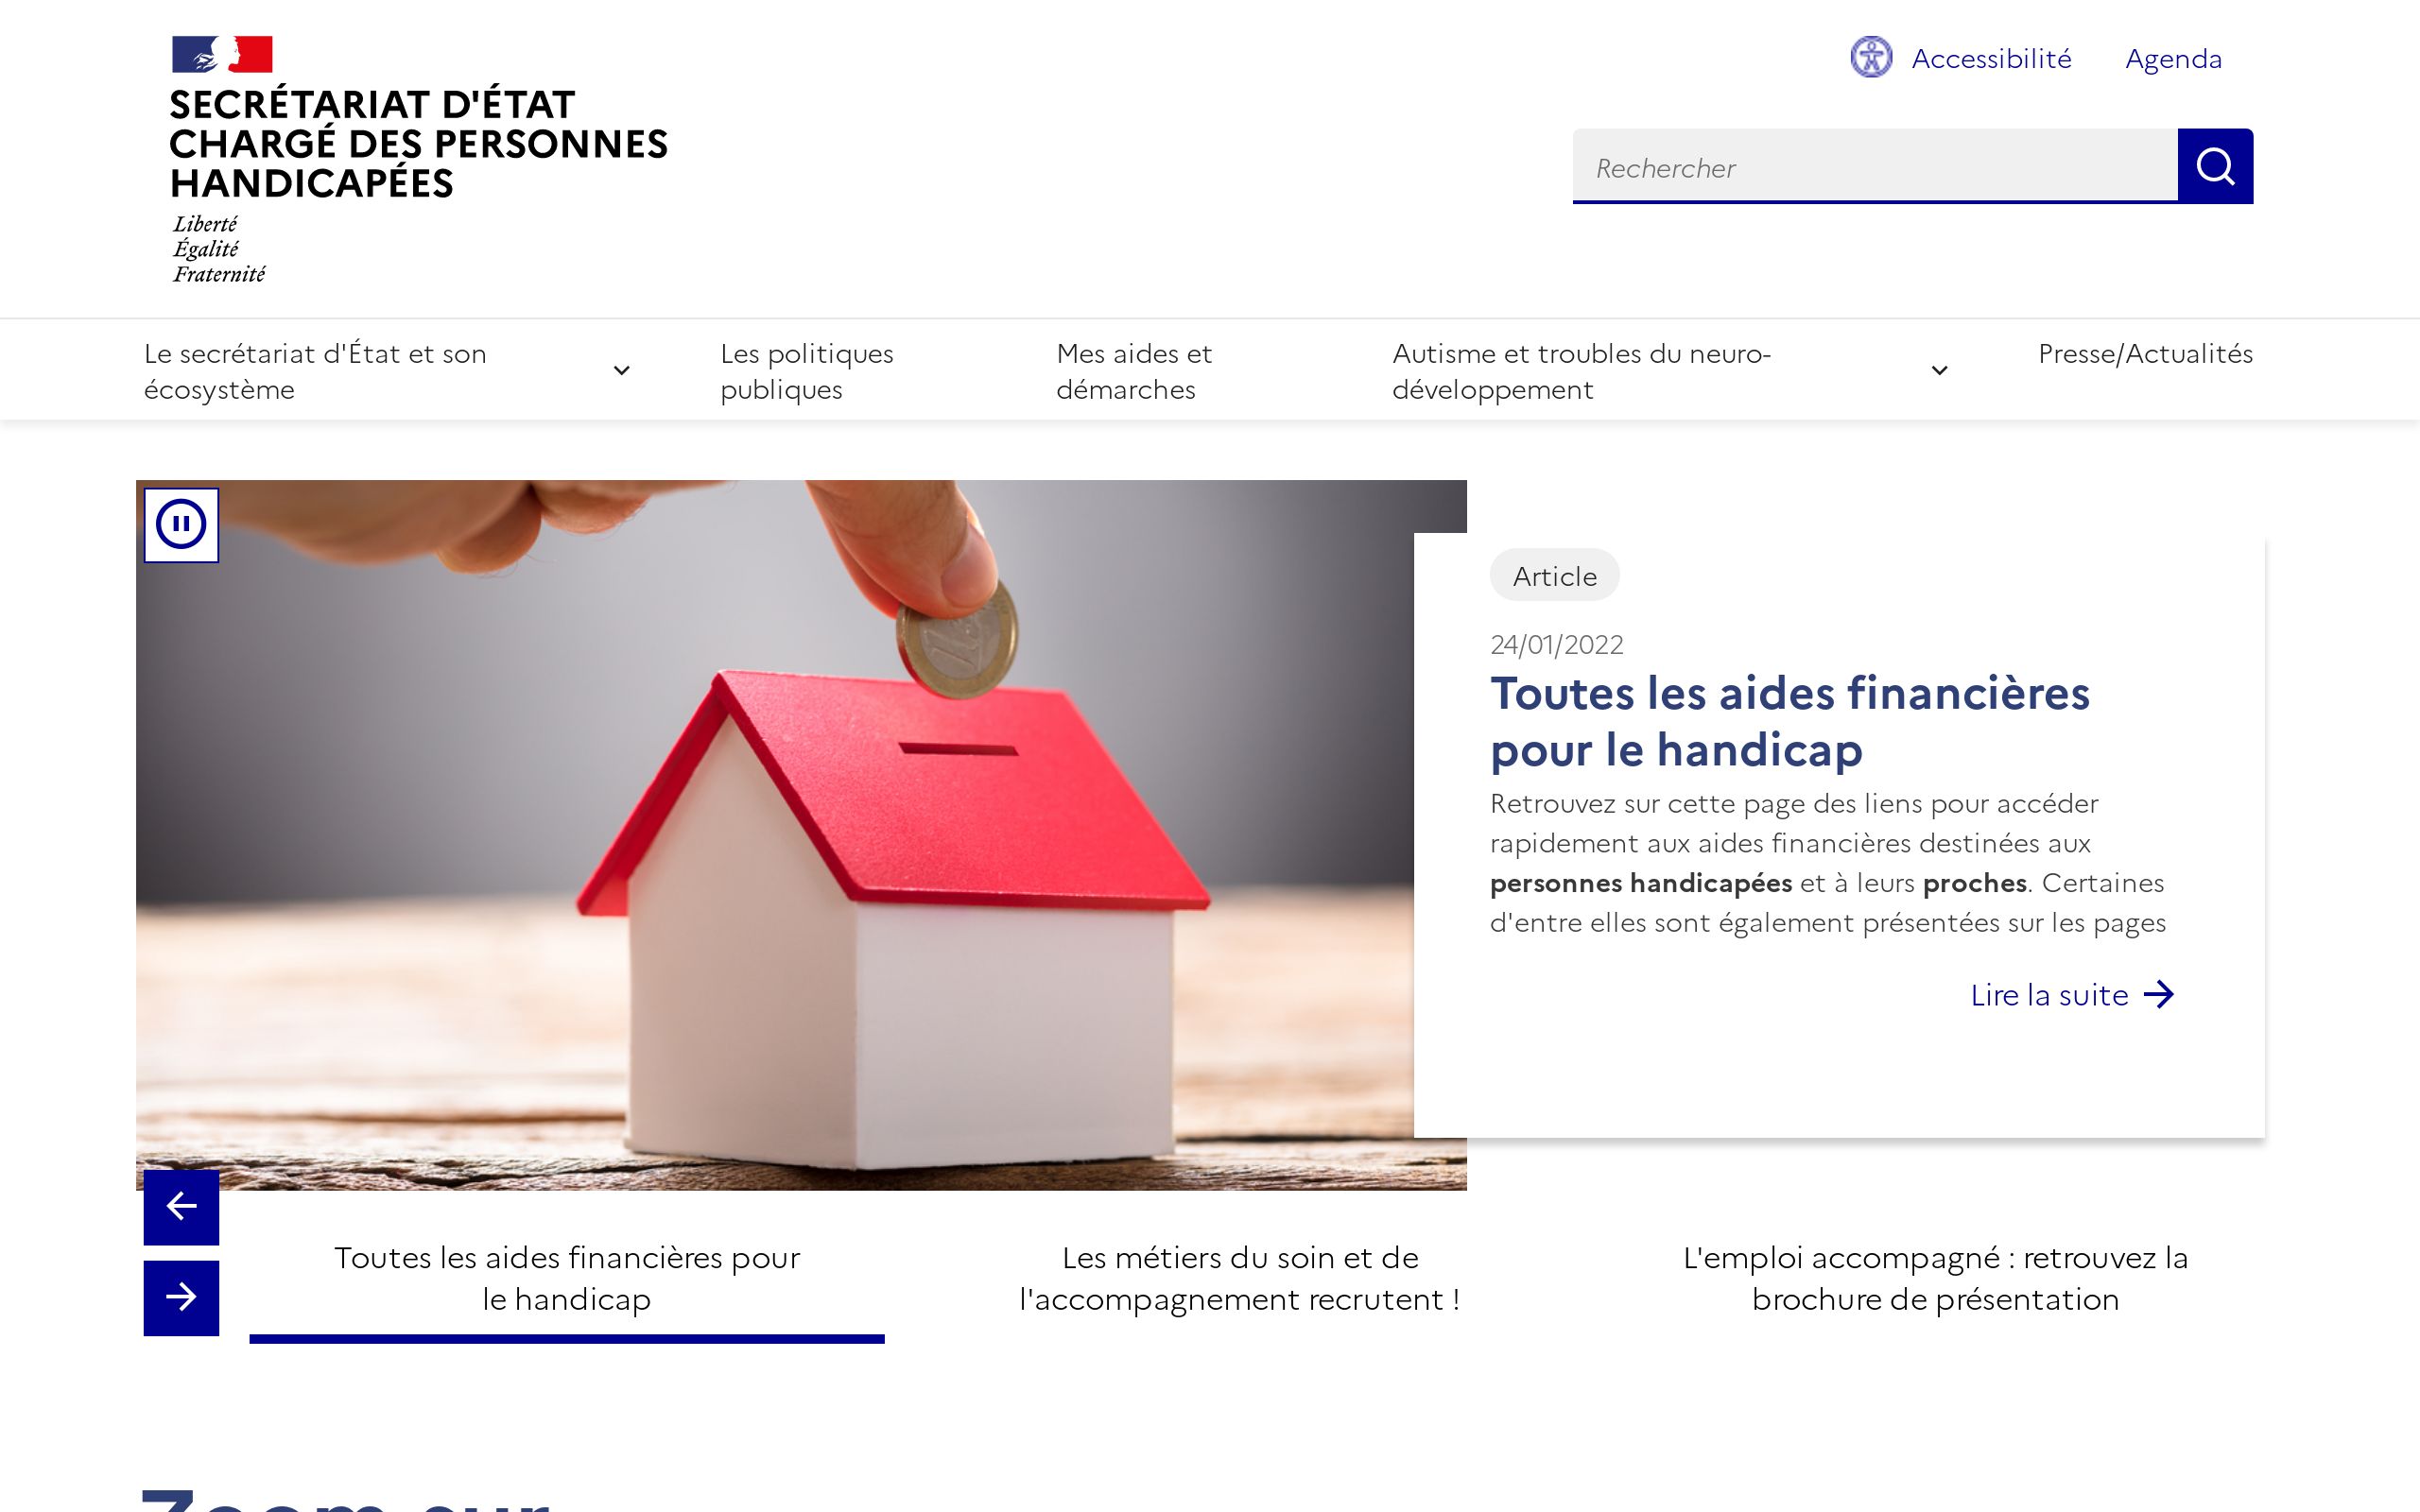 SECRÉTARIAT D'ÉTAT
CHARGÉ DES PERSONNES
HANDICAPÉES
Liberté
Égalité
Fraternité
Accessibilité
Agenda
Rechercher
Le secrétariat d'État et son
écosystème
Les politiques
publiques
Mes aides et
démarches
Autisme et troubles du neuro-
développement
Presse/Actualités
Article
24/01/2022
Toutes les aides financières
pour le handicap
Retrouvez sur cette page des liens pour accéder
rapidement aux aides financières destinées aux
personnes handicapées et à leurs proches. Certaines
d'entre elles sont également présentées sur les pages
Lire la suite
Toutes les aides financières pour
le handicap
Les métiers du soin et de
l'accompagnement recrutent !
L'emploi accompagné : retrouvez la
brochure de présentation
Zoom sur